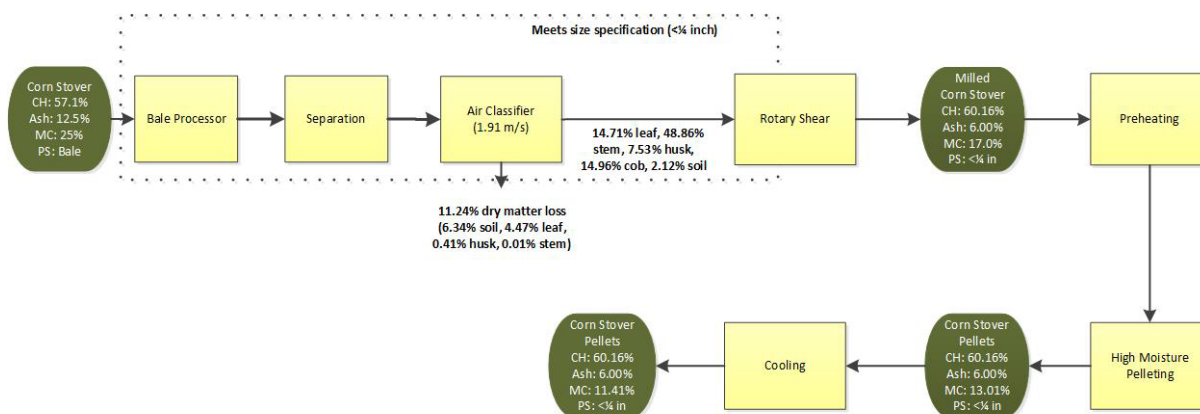 Meets size specification (<¼ inch)
Corn Stover
CH: 57.1%
Ash: 12.5%
MC: 25%
PS: Bale
Bale Processor
Separation
Air Classifier
(1.91 m/s)
14.71% leaf, 48.86%
stem, 7.53% husk,
14.96% cob, 2.12% soil
Rotary Shear
Milled
Corn Stover
CH: 60.16%
Ash: 6.00%
MC: 17.0%
PS: <¼ in
Preheating
11.24% dry matter loss
(6.34% soil, 4.47% leaf,
0.41% husk, 0.01% stem)
High Moisture
Pelleting
Corn Stover
Pellets
CH: 60.16%
Ash: 6.00%
MC: 13.01%
PS: <¼ in
Cooling
Corn Stover
Pellets
CH: 60.16%
Ash: 6.00%
MC: 11.41%
PS: <¼ in